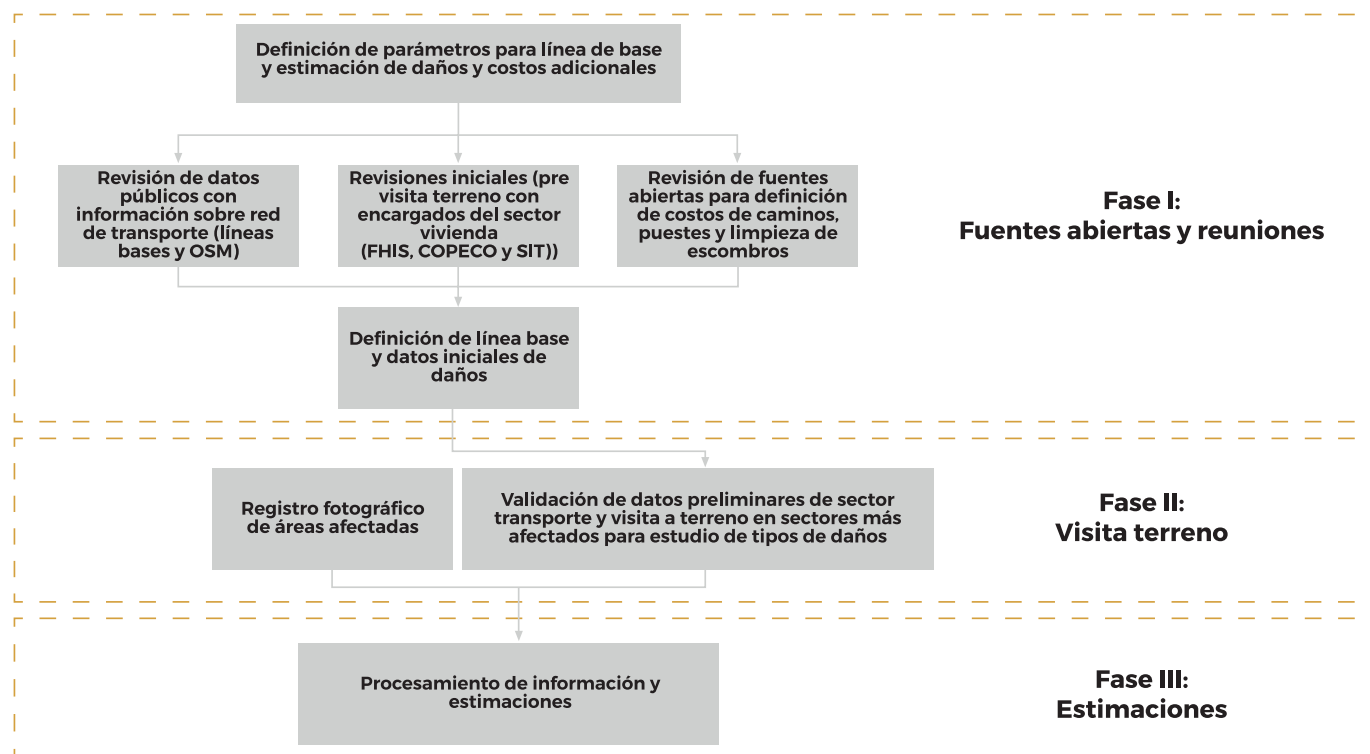 Definición de parámetros para línea de base
y estimación de daños y costos adicionales
Revisión de datos
públicos con
información sobre red
de transporte (líneas
bases y OSM)
Revisiones iniciales (pre
visita terreno con
encargados del sector
vivienda
(FHIS, COPECO y SIT))
Revisión de fuentes
abiertas para definición
de costos de caminos,
puestes y limpieza de
escombros
Fase I:
Fuentes abiertas y reuniones
Definición de línea base
y datos iniciales de
daños
Registro fotográfico
de áreas afectadas
Validación de datos preliminares de sector
transporte y visita a terreno en sectores más
afectados para estudio de tipos de daños
Fase II:
Visita terreno
Procesamiento de información y
estimaciones
Fase III:
Estimaciones